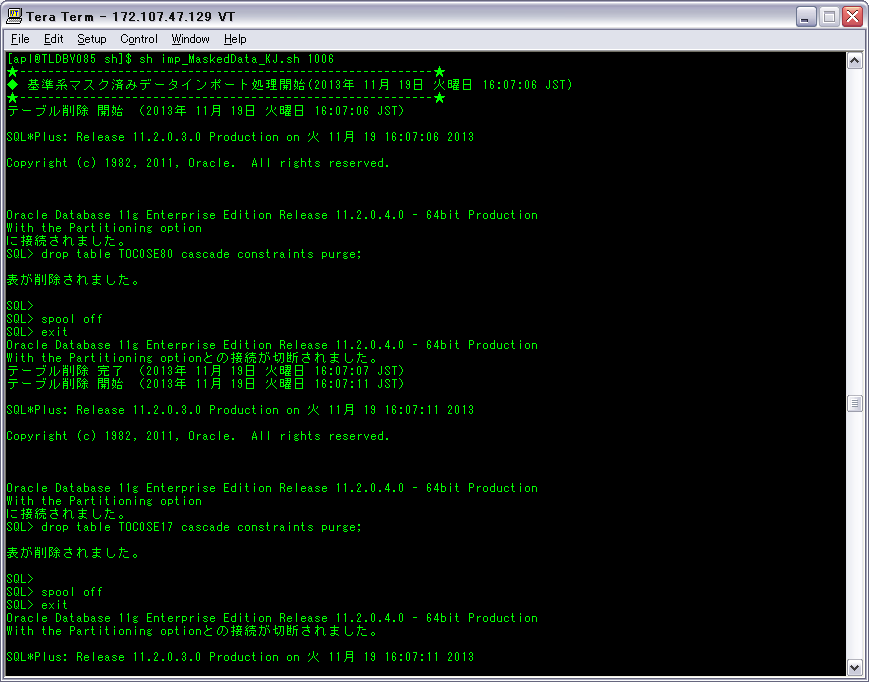 Tera Term - 172.107.47.129 VT
File Edit Setup Control Window Help
[apl@TLDBY085 sh]$ sh imp_MaskedData_KJ.sh 1006
★------------------------------------------------★
◆ 基準系マスク済みデータインポート処理開始(2013年 11月 19日 火曜日 16:07:06 JST)
★------------------------------------------------★
テーブル削除 開始 （2013年 11月 19日 火曜日 16:07:06 JST)
SQL*Plus: Release 11.2.0.3.0 Production on 火 11月 19 16:07:06 2013
Copyright (c) 1982, 2011, Oracle.  All rights reserved.
Oracle Database 11g Enterprise Edition Release 11.2.0.4.0 - 64bit Production
With the Partitioning option
に接続されました。
SQL> drop table TOCOSE80 cascade constraints purge;
表が削除されました。
SQL>
SQL> spool off
SQL> exit
Oracle Database 11g Enterprise Edition Release 11.2.0.4.0 - 64bit Production
With the Partitioning optionとの接続が切断されました。
テーブル削除 完了 （2013年 11月 19日 火曜日 16:07:07 JST)
テーブル削除 開始 （2013年 11月 19日 火曜日 16:07:11 JST)
SQL*Plus: Release 11.2.0.3.0 Production on 火 11月 19 16:07:11 2013
Copyright (c) 1982, 2011, Oracle.  All rights reserved.
Oracle Database 11g Enterprise Edition Release 11.2.0.4.0 - 64bit Production
With the Partitioning option
に接続されました。
SQL> drop table TOCOSE17 cascade constraints purge;
表が削除されました。
SQL>
SQL> spool off
SQL> exit
Oracle Database 11g Enterprise Edition Release 11.2.0.4.0 - 64bit Production
With the Partitioning optionとの接続が切断されました。
SQL*Plus: Release 11.2.0.3.0 Production on 火 11月 19 16:07:11 2013